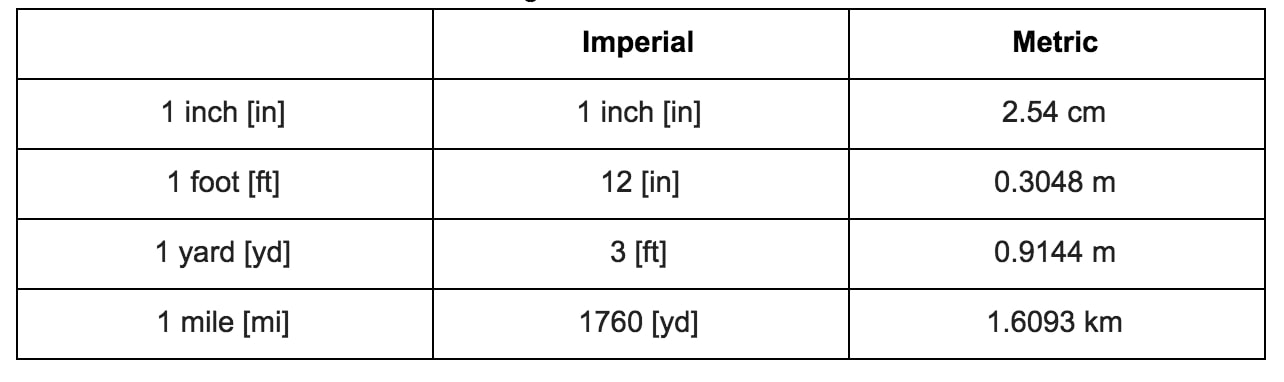 Imperial Metric
1 inch [in] 1 inch [in] 2.54 cm
1 foot [ft] 12 [in] 0.3048 m
1 yard [yd] 3 [ft] 0.9144 m
1 mile [mi] 1760 [yd] 1.6093 km